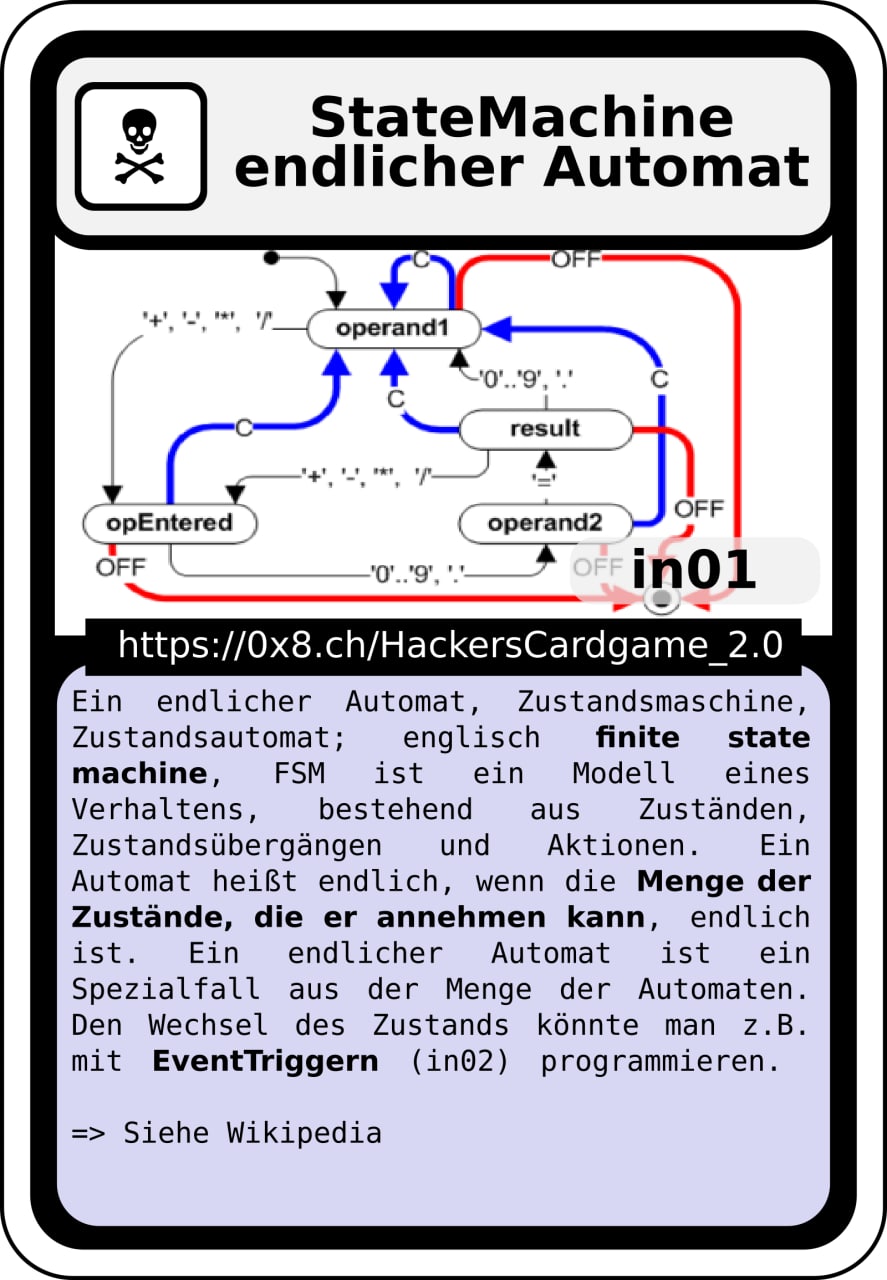 StateMachine
endlicher Automat
C
OFF
'+', '-', '*', '/'
operand1
'0'..'9', '.'
C
C
C
result
'+', '-', '*', '/'
'='
OFF
opEntered
operand2
OFF
'0'..'9', '.'
OFF
in01
https://0x8.ch/HackersCardgame_2.0
Ein endlicher Automat, Zustandsmaschine,
Zustandsautomat; englisch finite state
machine, FSM ist ein Modell eines
Verhaltens, bestehend aus Zuständen,
Zustandsübergängen und Aktionen. Ein
Automat heißt endlich, wenn die Menge der
Zustände, die er annehmen kann, endlich
ist. Ein endlicher Automat ist ein
Spezialfall aus der Menge der Automaten.
Den Wechsel des Zustands könnte man z.B.
mit EventTriggern (in02) programmieren.
=> Siehe Wikipedia